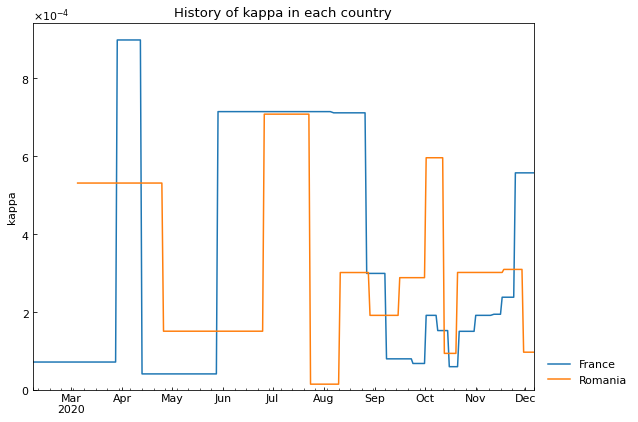 History of kappa in each country
×10⁻⁴
8
6
4
2
0
kappa
Mar Apr May Jun Jul Aug Sep Oct Nov Dec
2020
France
Romania